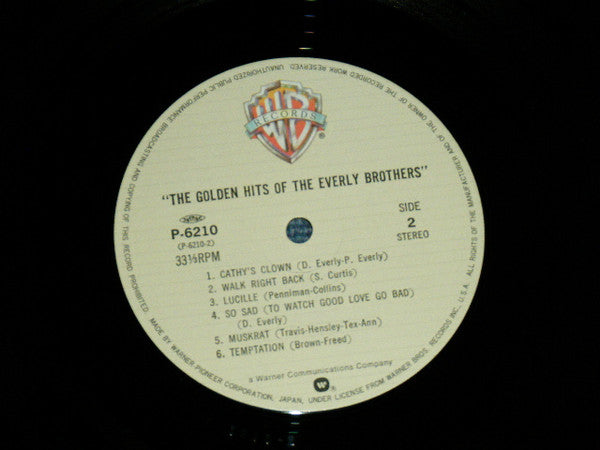 WB
RECORDS
"THE GOLDEN HITS OF THE EVERLY BROTHERS"
P-6210
(P-6210-2)
33⅓RPM
SIDE
2
STEREO
1. CATHY'S CLOWN (D. Everly-P. Everly)
2. WALK RIGHT BACK (S. Curtis)
3. LUCILLE (Penniman-Collins)
4. SO SAD (TO WATCH GOOD LOVE GO BAD)
(D. Everly)
5. MUSKRAT (Travis-Hensley-Tex-Ann)
6. TEMPTATION (Brown-Freed)
a Warner Communications Company
W ®
ALL RIGHTS OF THE MANUFACTURER AND OF THE OWNER OF THE RECORDED WORK RESERVED. UNAUTHORIZED PUBLIC PERFORMANCE BROADCASTING AND COPYING OF THIS RECORD PROHIBITED.
MADE BY WARNER-PIONEER CORPORATION, JAPAN, UNDER LICENSE FROM WARNER BROS. RECORDS INC., U.S.A.